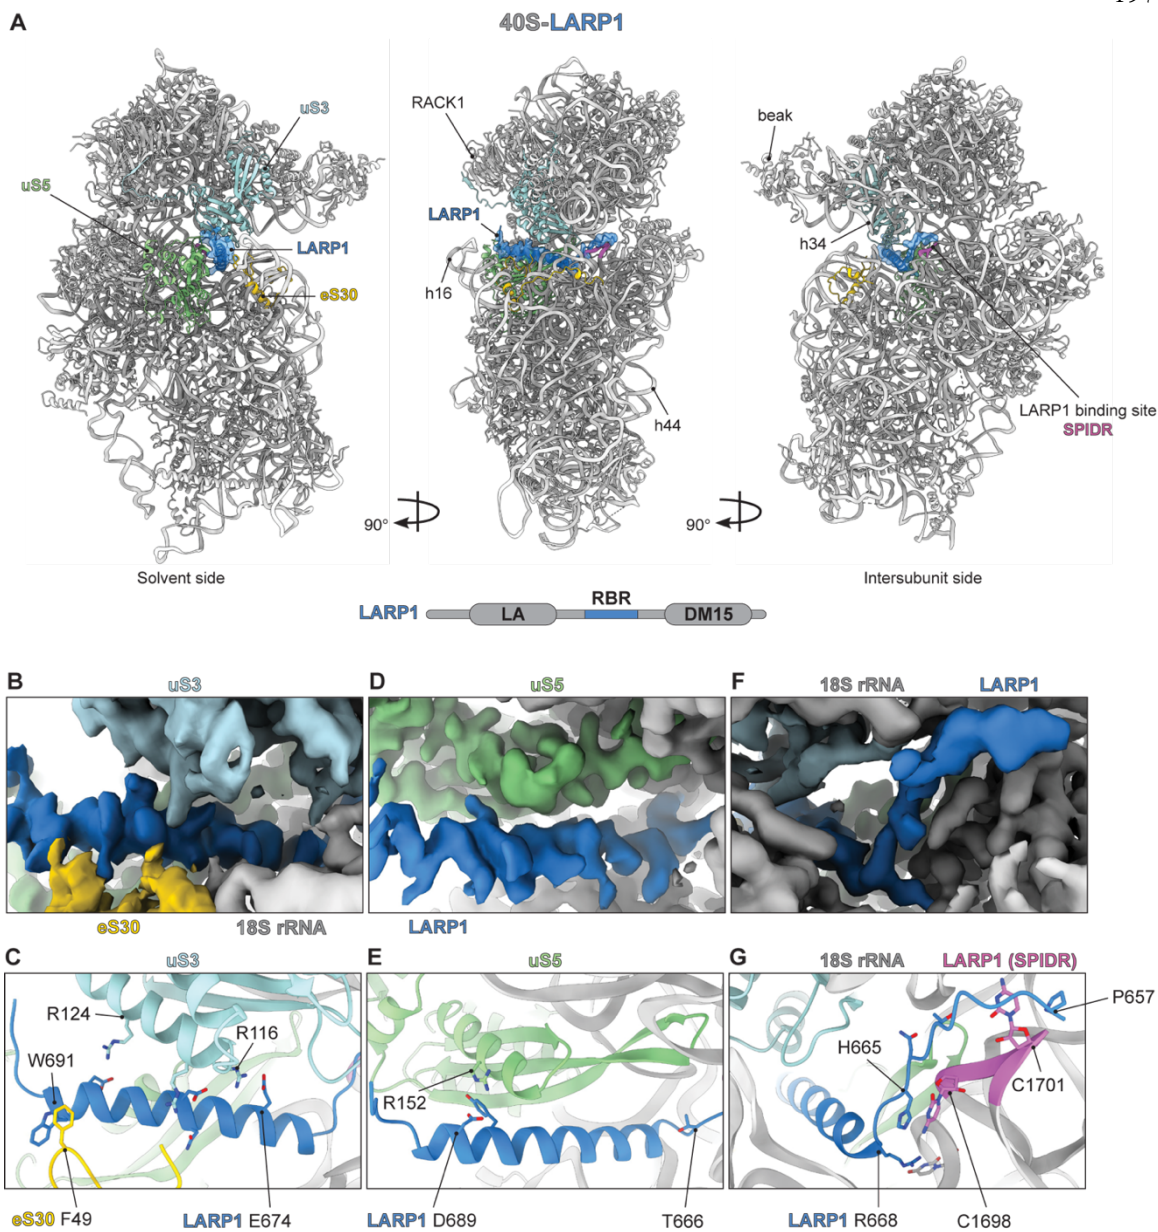 A
40S-LARP1
uS3
uS5
LARP1
eS30
RACK1
LARP1
h16
h44
beak
h34
LARP1 binding site
SPIDR
90°
90°
Solvent side
Intersubunit side
LARP1
LA
RBR
DM15
B
uS3
D
uS5
F
18S rRNA
LARP1
eS30
18S rRNA
LARP1
C
uS3
R124
R116
W691
eS30 F49
LARP1 E674
E
uS5
R152
LARP1 D689
T666
G
18S rRNA
LARP1 (SPIDR)
P657
H665
C1701
LARP1 R668
C1698